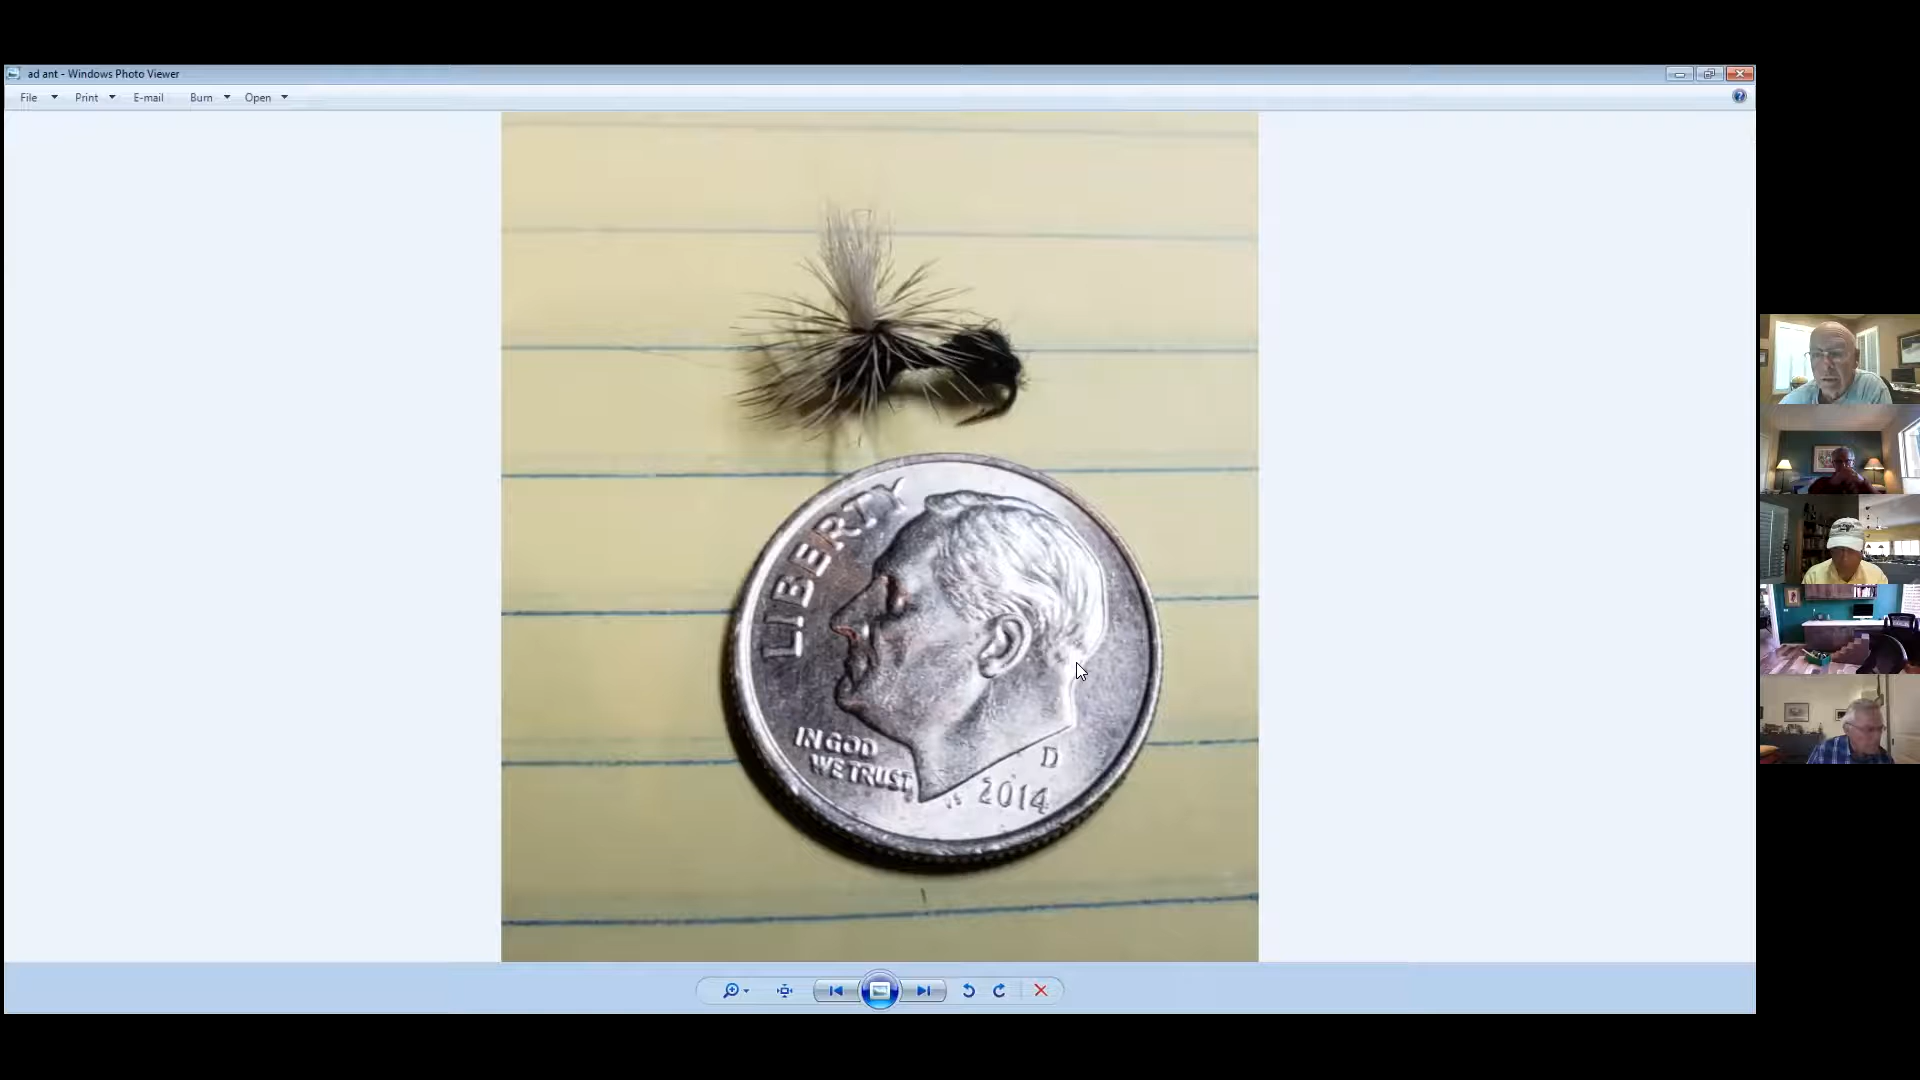 ad ant - Windows Photo Viewer
File Print E-mail Burn Open
LIBERTY
IN GOD
WE TRUST
D
2014